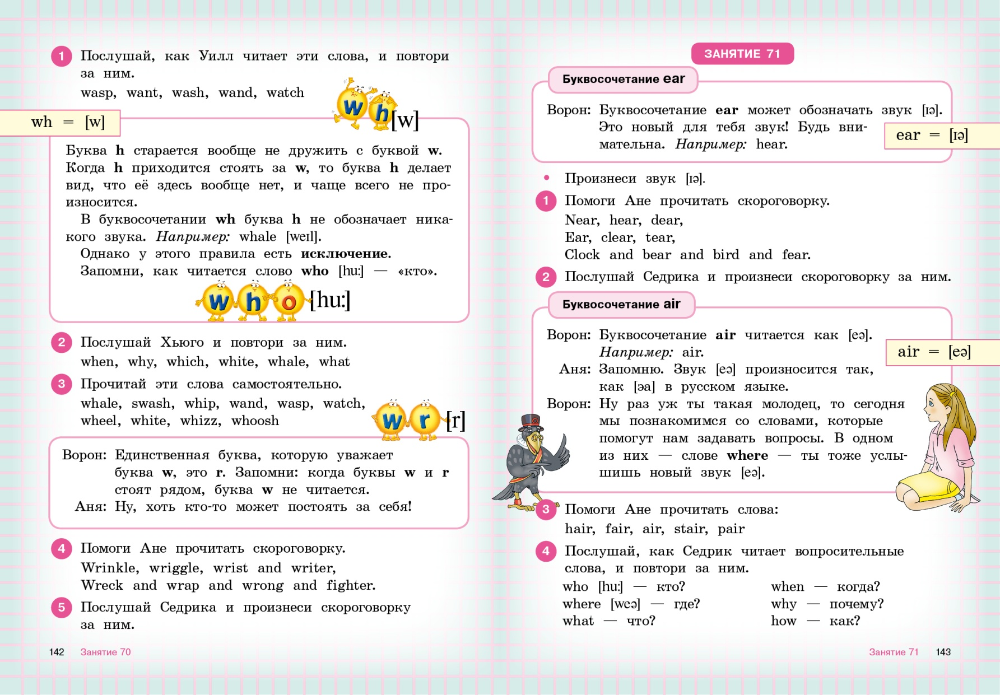 1 Послушай, как Уилл читает эти слова, и повтори
за ним.
wasp, want, wash, wand, watch
wh [w]
wh = [w]
Буква h старается вообще не дружить с буквой w.
Когда h приходится стоять за w, то буква h делает
вид, что её здесь вообще нет, и чаще всего не про-
износится.
В буквосочетании wh буква h не обозначает ника-
кого звука. Например: whale [weɪl].
Однако у этого правила есть исключение.
Запомни, как читается слово who [hu:] — «кто».
who [hu:]
2 Послушай Хьюго и повтори за ним.
when, why, which, white, whale, what
3 Прочитай эти слова самостоятельно.
whale, swash, whip, wand, wasp, watch,
wheel, white, whizz, whoosh
wr [r]
Ворон: Единственная буква, которую уважает
буква w, это r. Запомни: когда буквы w и r
стоят рядом, буква w не читается.
Аня: Ну, хоть кто-то может постоять за себя!
4 Помоги Ане прочитать скороговорку.
Wrinkle, wriggle, wrist and writer,
Wreck and wrap and wrong and fighter.
5 Послушай Седрика и произнеси скороговорку
за ним.
142 Занятие 70
ЗАНЯТИЕ 71
Буквосочетание ear
Ворон: Буквосочетание ear может обозначать звук [ɪə].
Это новый для тебя звук! Будь вни-
мательна. Например: hear.
ear = [ɪə]
• Произнеси звук [ɪə].
1 Помоги Ане прочитать скороговорку.
Near, hear, dear,
Ear, clear, tear,
Clock and bear and bird and fear.
2 Послушай Седрика и произнеси скороговорку за ним.
Буквосочетание air
Ворон: Буквосочетание air читается как [eə].
Например: air.
air = [eə]
Аня: Запомню. Звук [eə] произносится так,
как [эа] в русском языке.
Ворон: Ну раз уж ты такая молодец, то сегодня
мы познакомимся со словами, которые
помогут нам задавать вопросы. В одном
из них — слове where — ты тоже услы-
шишь новый звук [eə].
3 Помоги Ане прочитать слова:
hair, fair, air, stair, pair
4 Послушай, как Седрик читает вопросительные
слова, и повтори за ним.
who [hu:] — кто? when — когда?
where [weə] — где? why — почему?
what — что? how — как?
Занятие 71 143